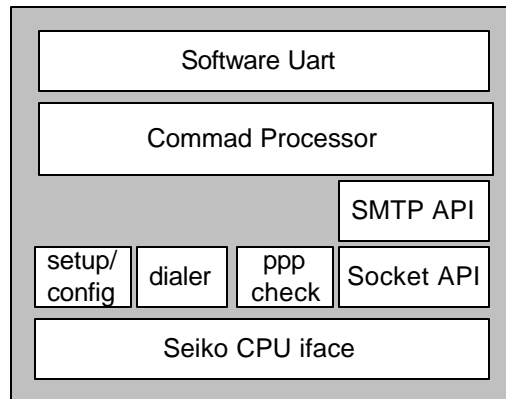 Software Uart
Commad Processor
SMTP API
setup/
config
dialer
ppp
check
Socket API
Seiko CPU iface